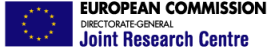 EUROPEAN COMMISSION
DIRECTORATE-GENERAL
Joint Research Centre